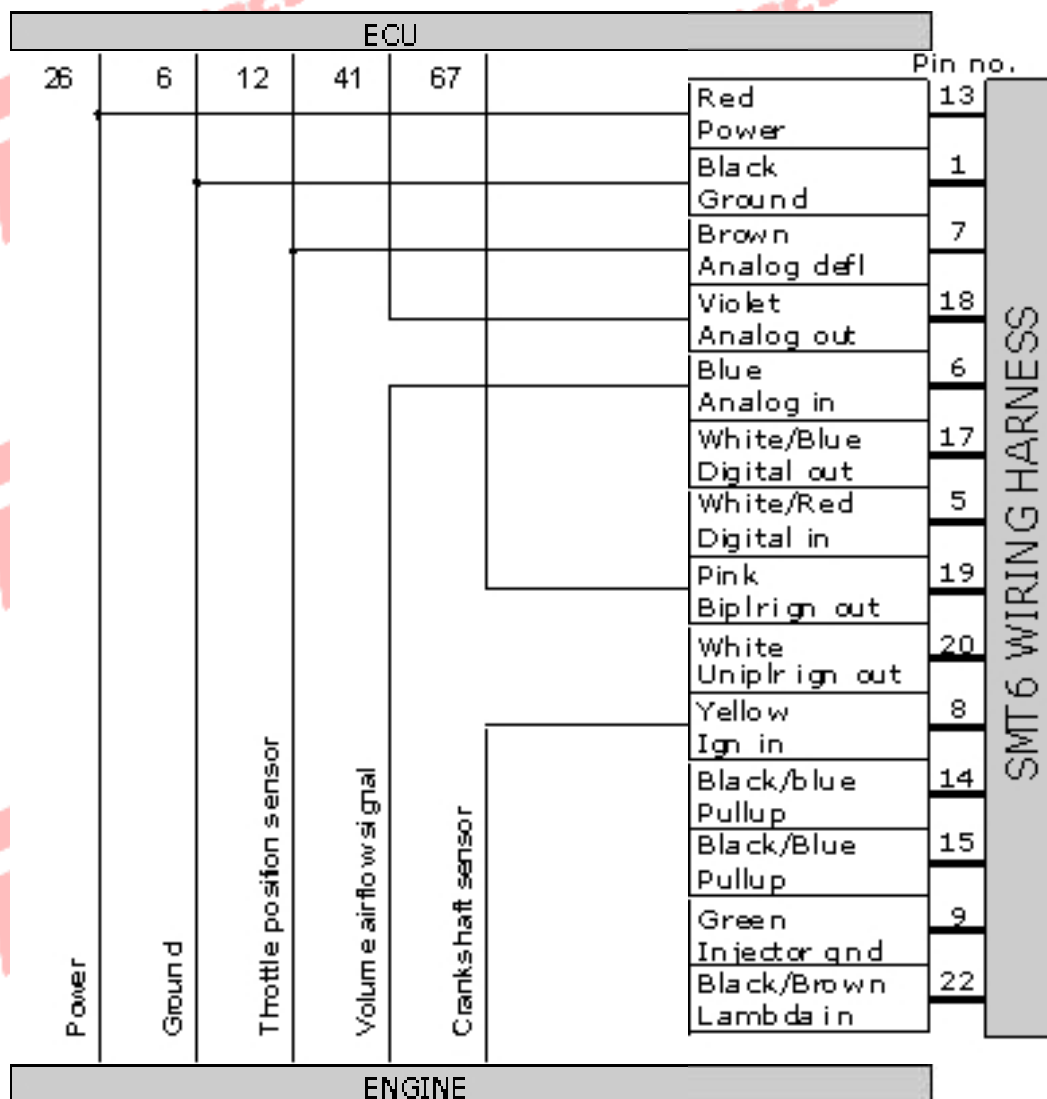 ECU
Pin no.
26 6 12 41 67
Red 13
Power
Black 1
Ground
Brown 7
Analog defl
Violet 18
Analog out
Blue 6
Analog in
White/Blue 17
Digital out
White/Red 5
Digital in
Pink 19
Biplrign out
White 20
Uniplrign out
Yellow 8
Ign in
Black/blue 14
Pullup
Black/Blue 15
Pullup
Green 9
Injector gnd
Black/Brown 22
Lambda in
Power
Ground
Throttle position sensor
Volume airflow signal
Crankshaft sensor
SMT6 WIRING HARNESS
ENGINE